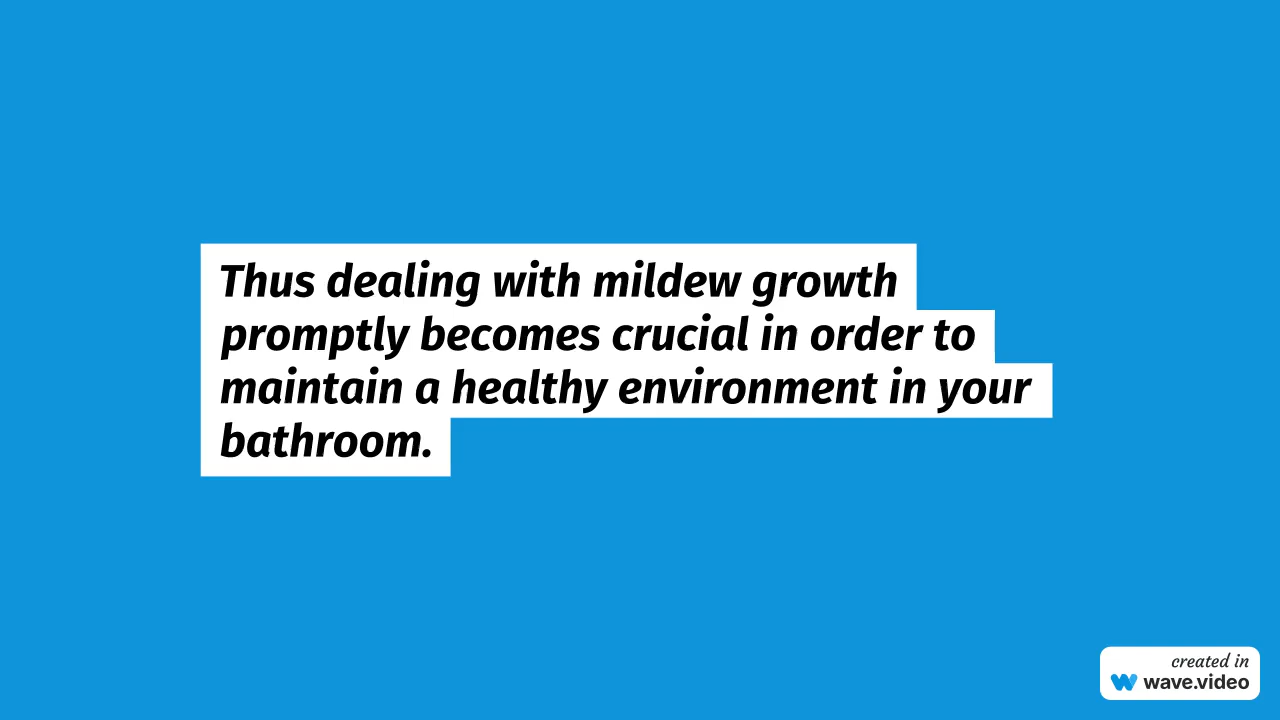 Thus dealing with mildew growth
promptly becomes crucial in order to
maintain a healthy environment in your
bathroom.
created in
wave.video